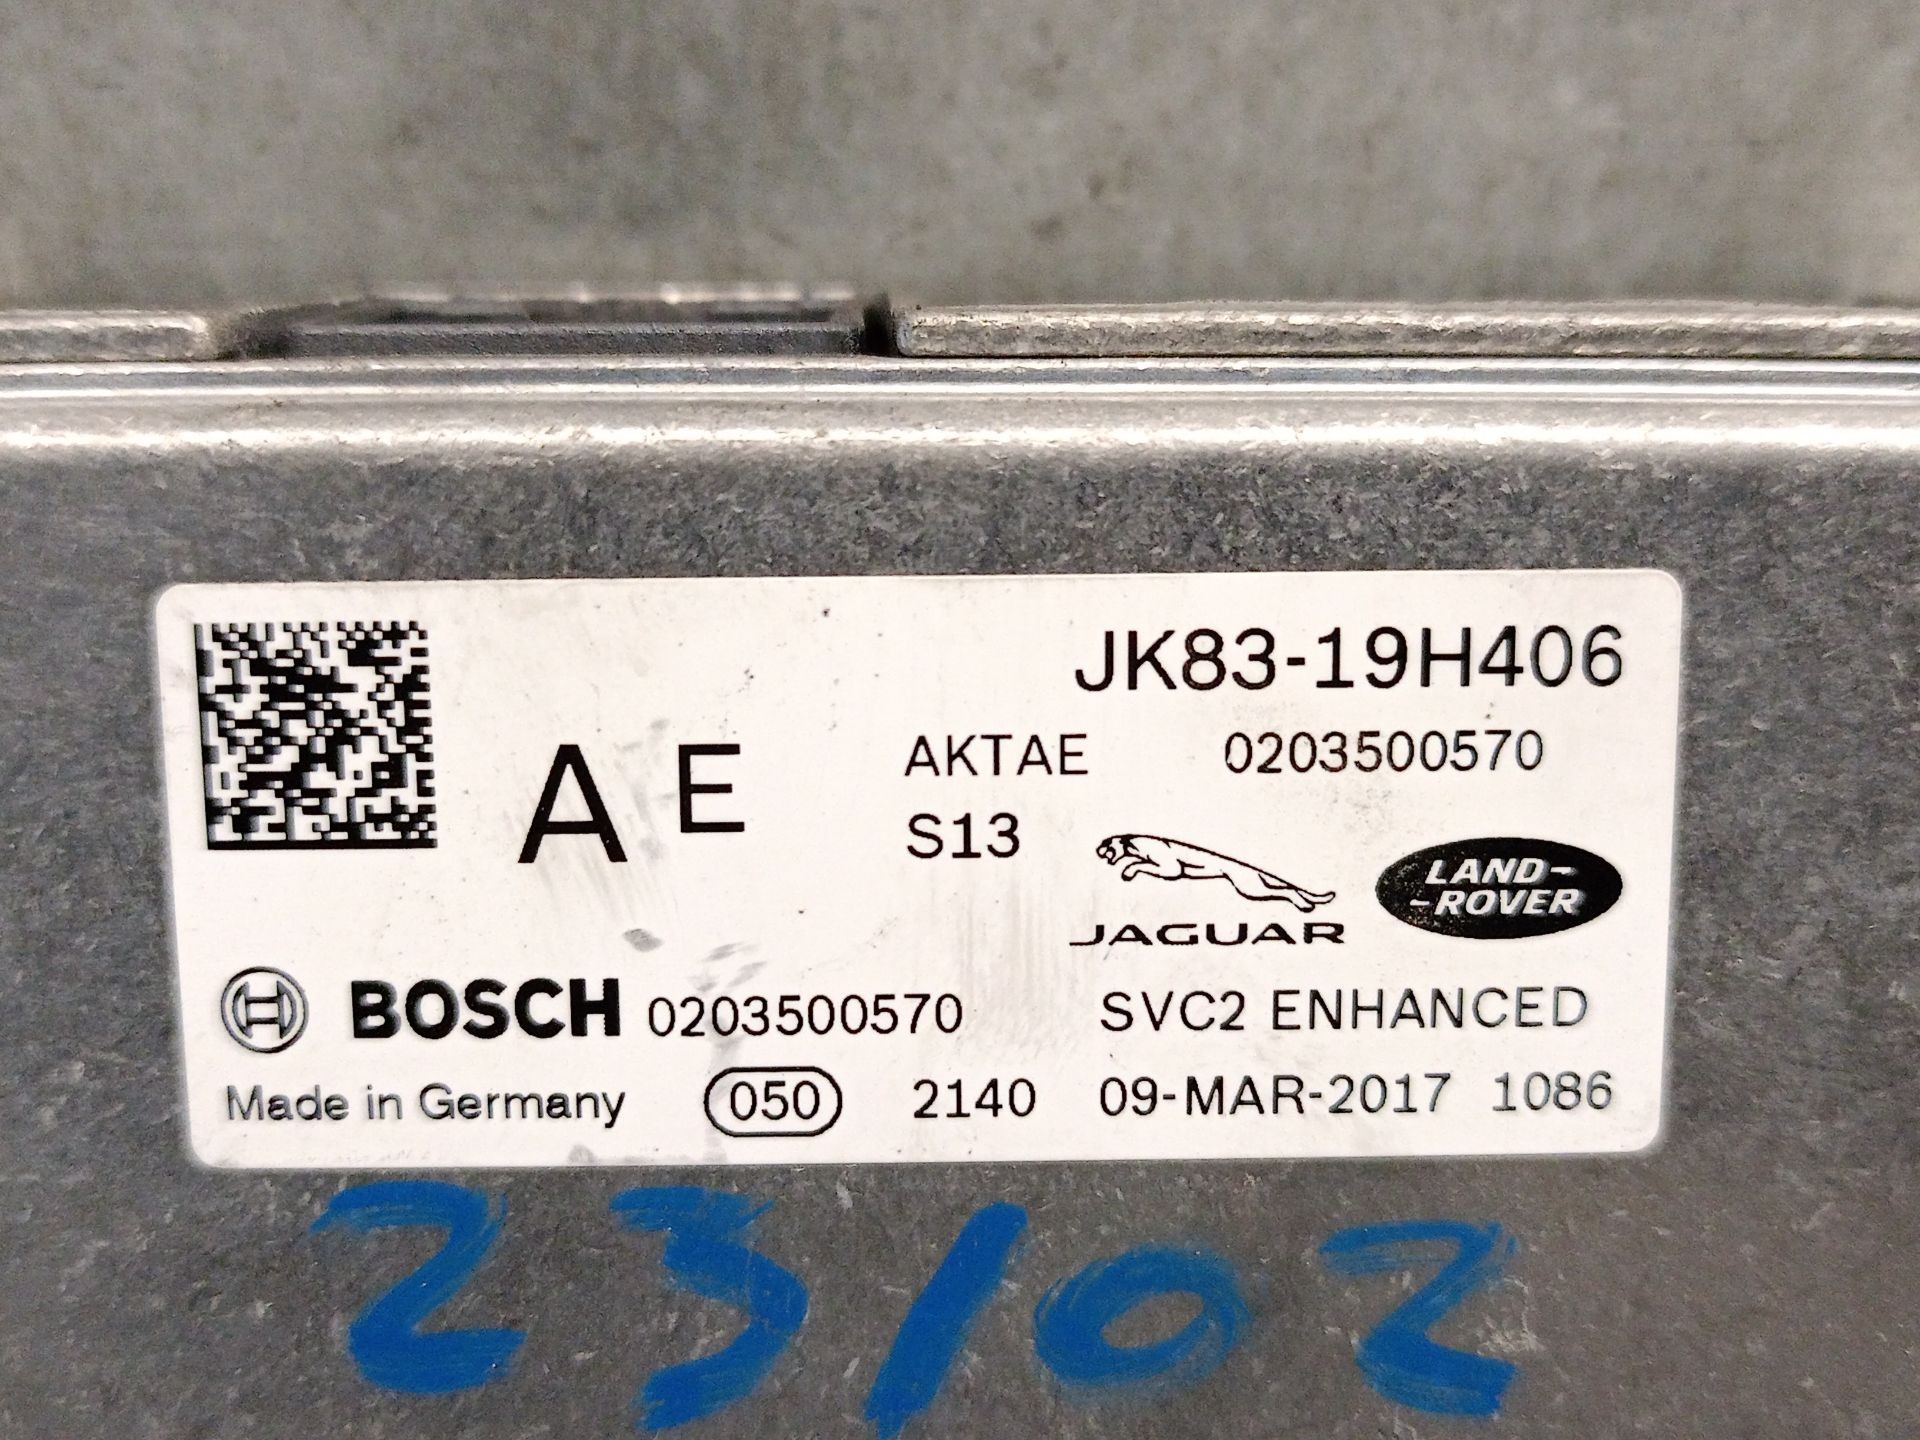 JK83-19H406
A E
AKTAE 0203500570
S13
JAGUAR
LAND-
-ROVER
BOSCH 0203500570 SVC2 ENHANCED
Made in Germany 050 2140 09-MAR-2017 1086
23102